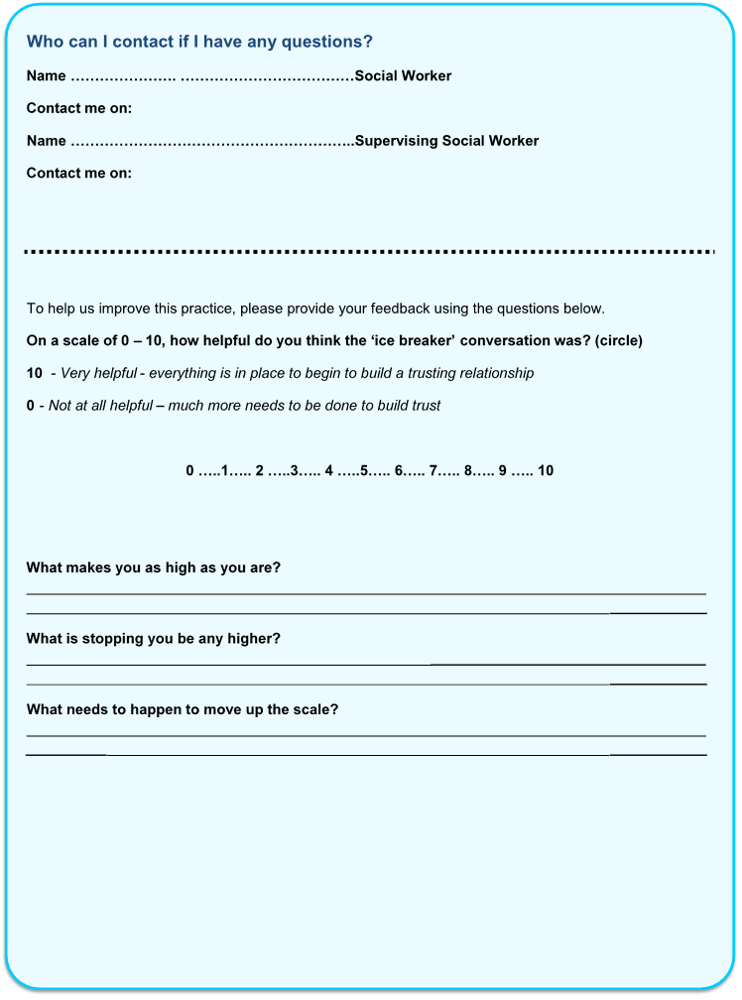 Who can I contact if I have any questions?
Name …………………. ………………………………Social Worker
Contact me on:
Name …………………………………………………..Supervising Social Worker
Contact me on:
To help us improve this practice, please provide your feedback using the questions below.
On a scale of 0 – 10, how helpful do you think the ‘ice breaker’ conversation was? (circle)
10  - Very helpful - everything is in place to begin to build a trusting relationship
0 - Not at all helpful – much more needs to be done to build trust
0 …..1….. 2 …..3….. 4 …..5….. 6….. 7….. 8….. 9 ….. 10
What makes you as high as you are?
What is stopping you be any higher?
What needs to happen to move up the scale?